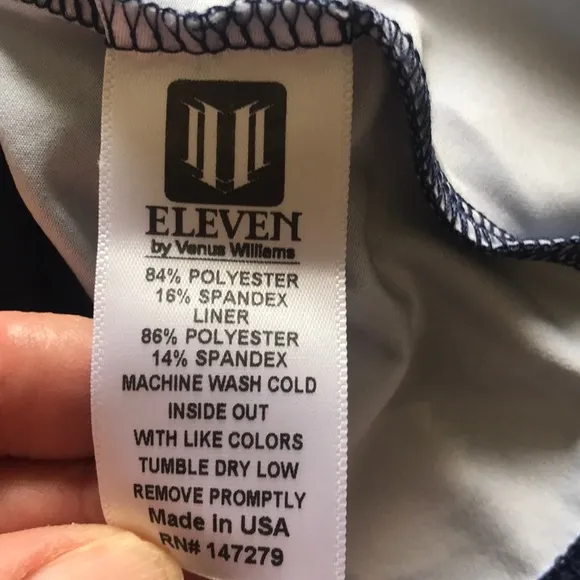 ELEVEN
by Venus Williams
84% POLYESTER
16% SPANDEX
LINER
86% POLYESTER
14% SPANDEX
MACHINE WASH COLD
INSIDE OUT
WITH LIKE COLORS
TUMBLE DRY LOW
REMOVE PROMPTLY
Made in USA
RN# 147279